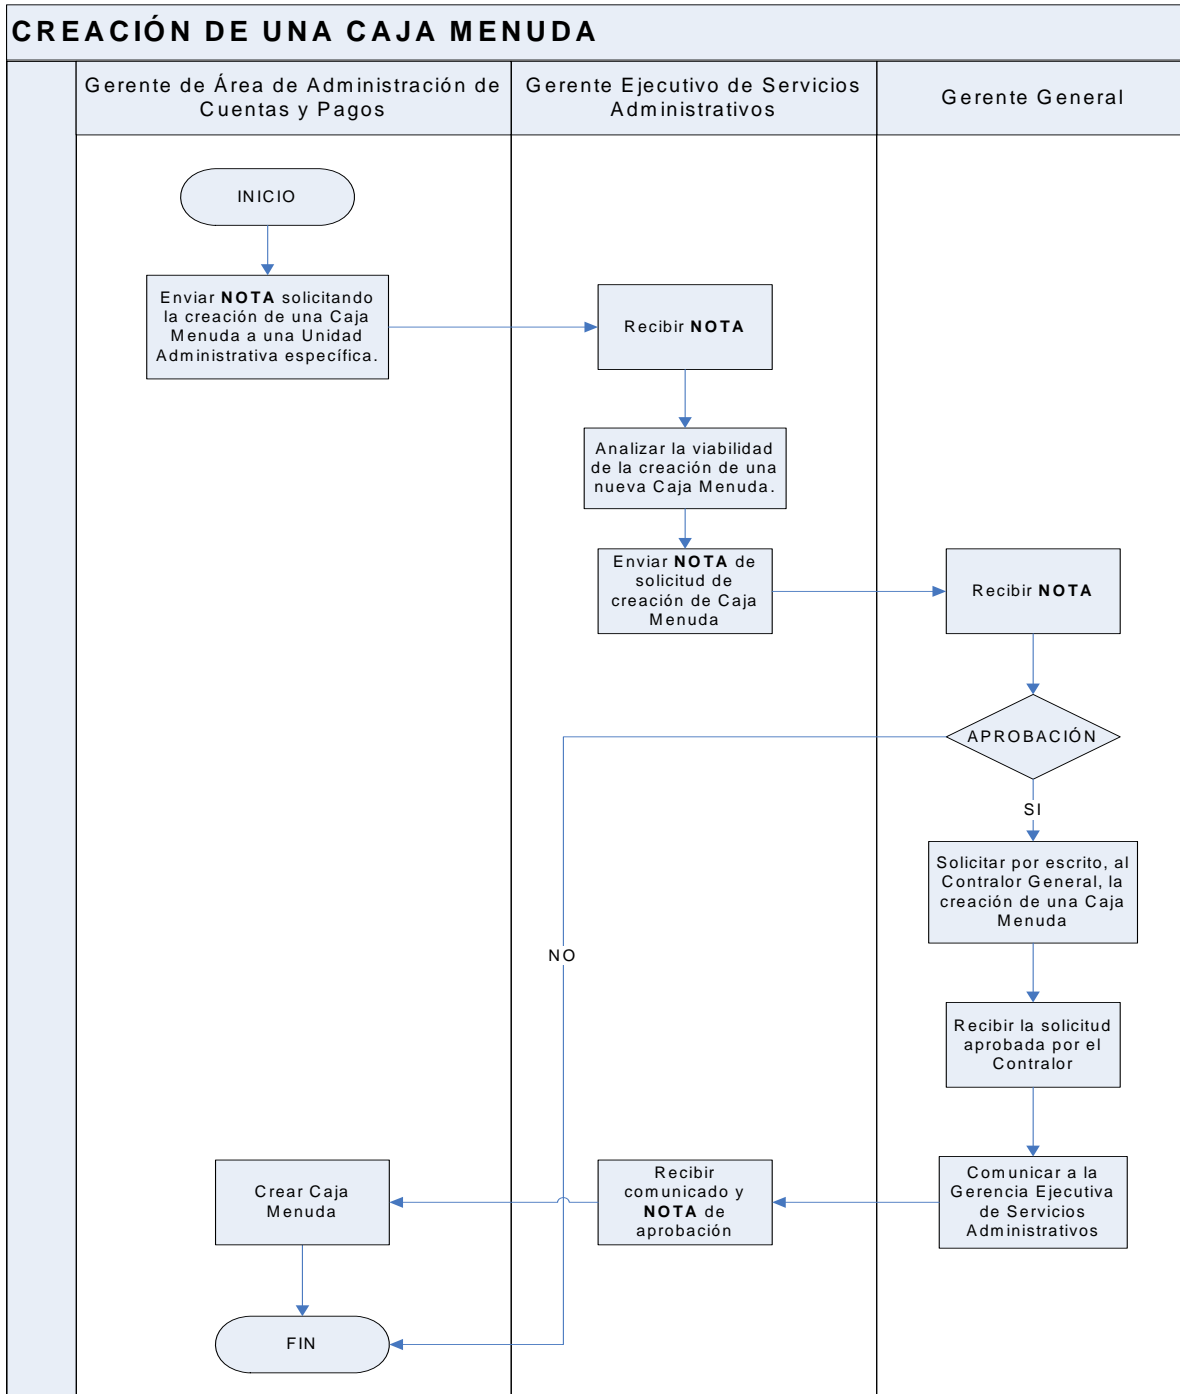 CREACIÓN DE UNA CAJA MENUDA
Gerente de Área de Administración de
Cuentas y Pagos
Gerente Ejecutivo de Servicios
Administrativos
Gerente General
INICIO
Enviar NOTA solicitando
la creación de una Caja
Menuda a una Unidad
Administrativa específica.
Recibir NOTA
Analizar la viabilidad
de la creación de una
nueva Caja Menuda.
Enviar NOTA de
solicitud de
creación de Caja
Menuda
Recibir NOTA
APROBACIÓN
SI
Solicitar por escrito, al
Contralor General, la
creación de una Caja
Menuda
NO
Recibir la solicitud
aprobada por el
Contralor
Comunicar a la
Gerencia Ejecutiva
de Servicios
Administrativos
Recibir
comunicado y
NOTA de
aprobación
Crear Caja
Menuda
FIN